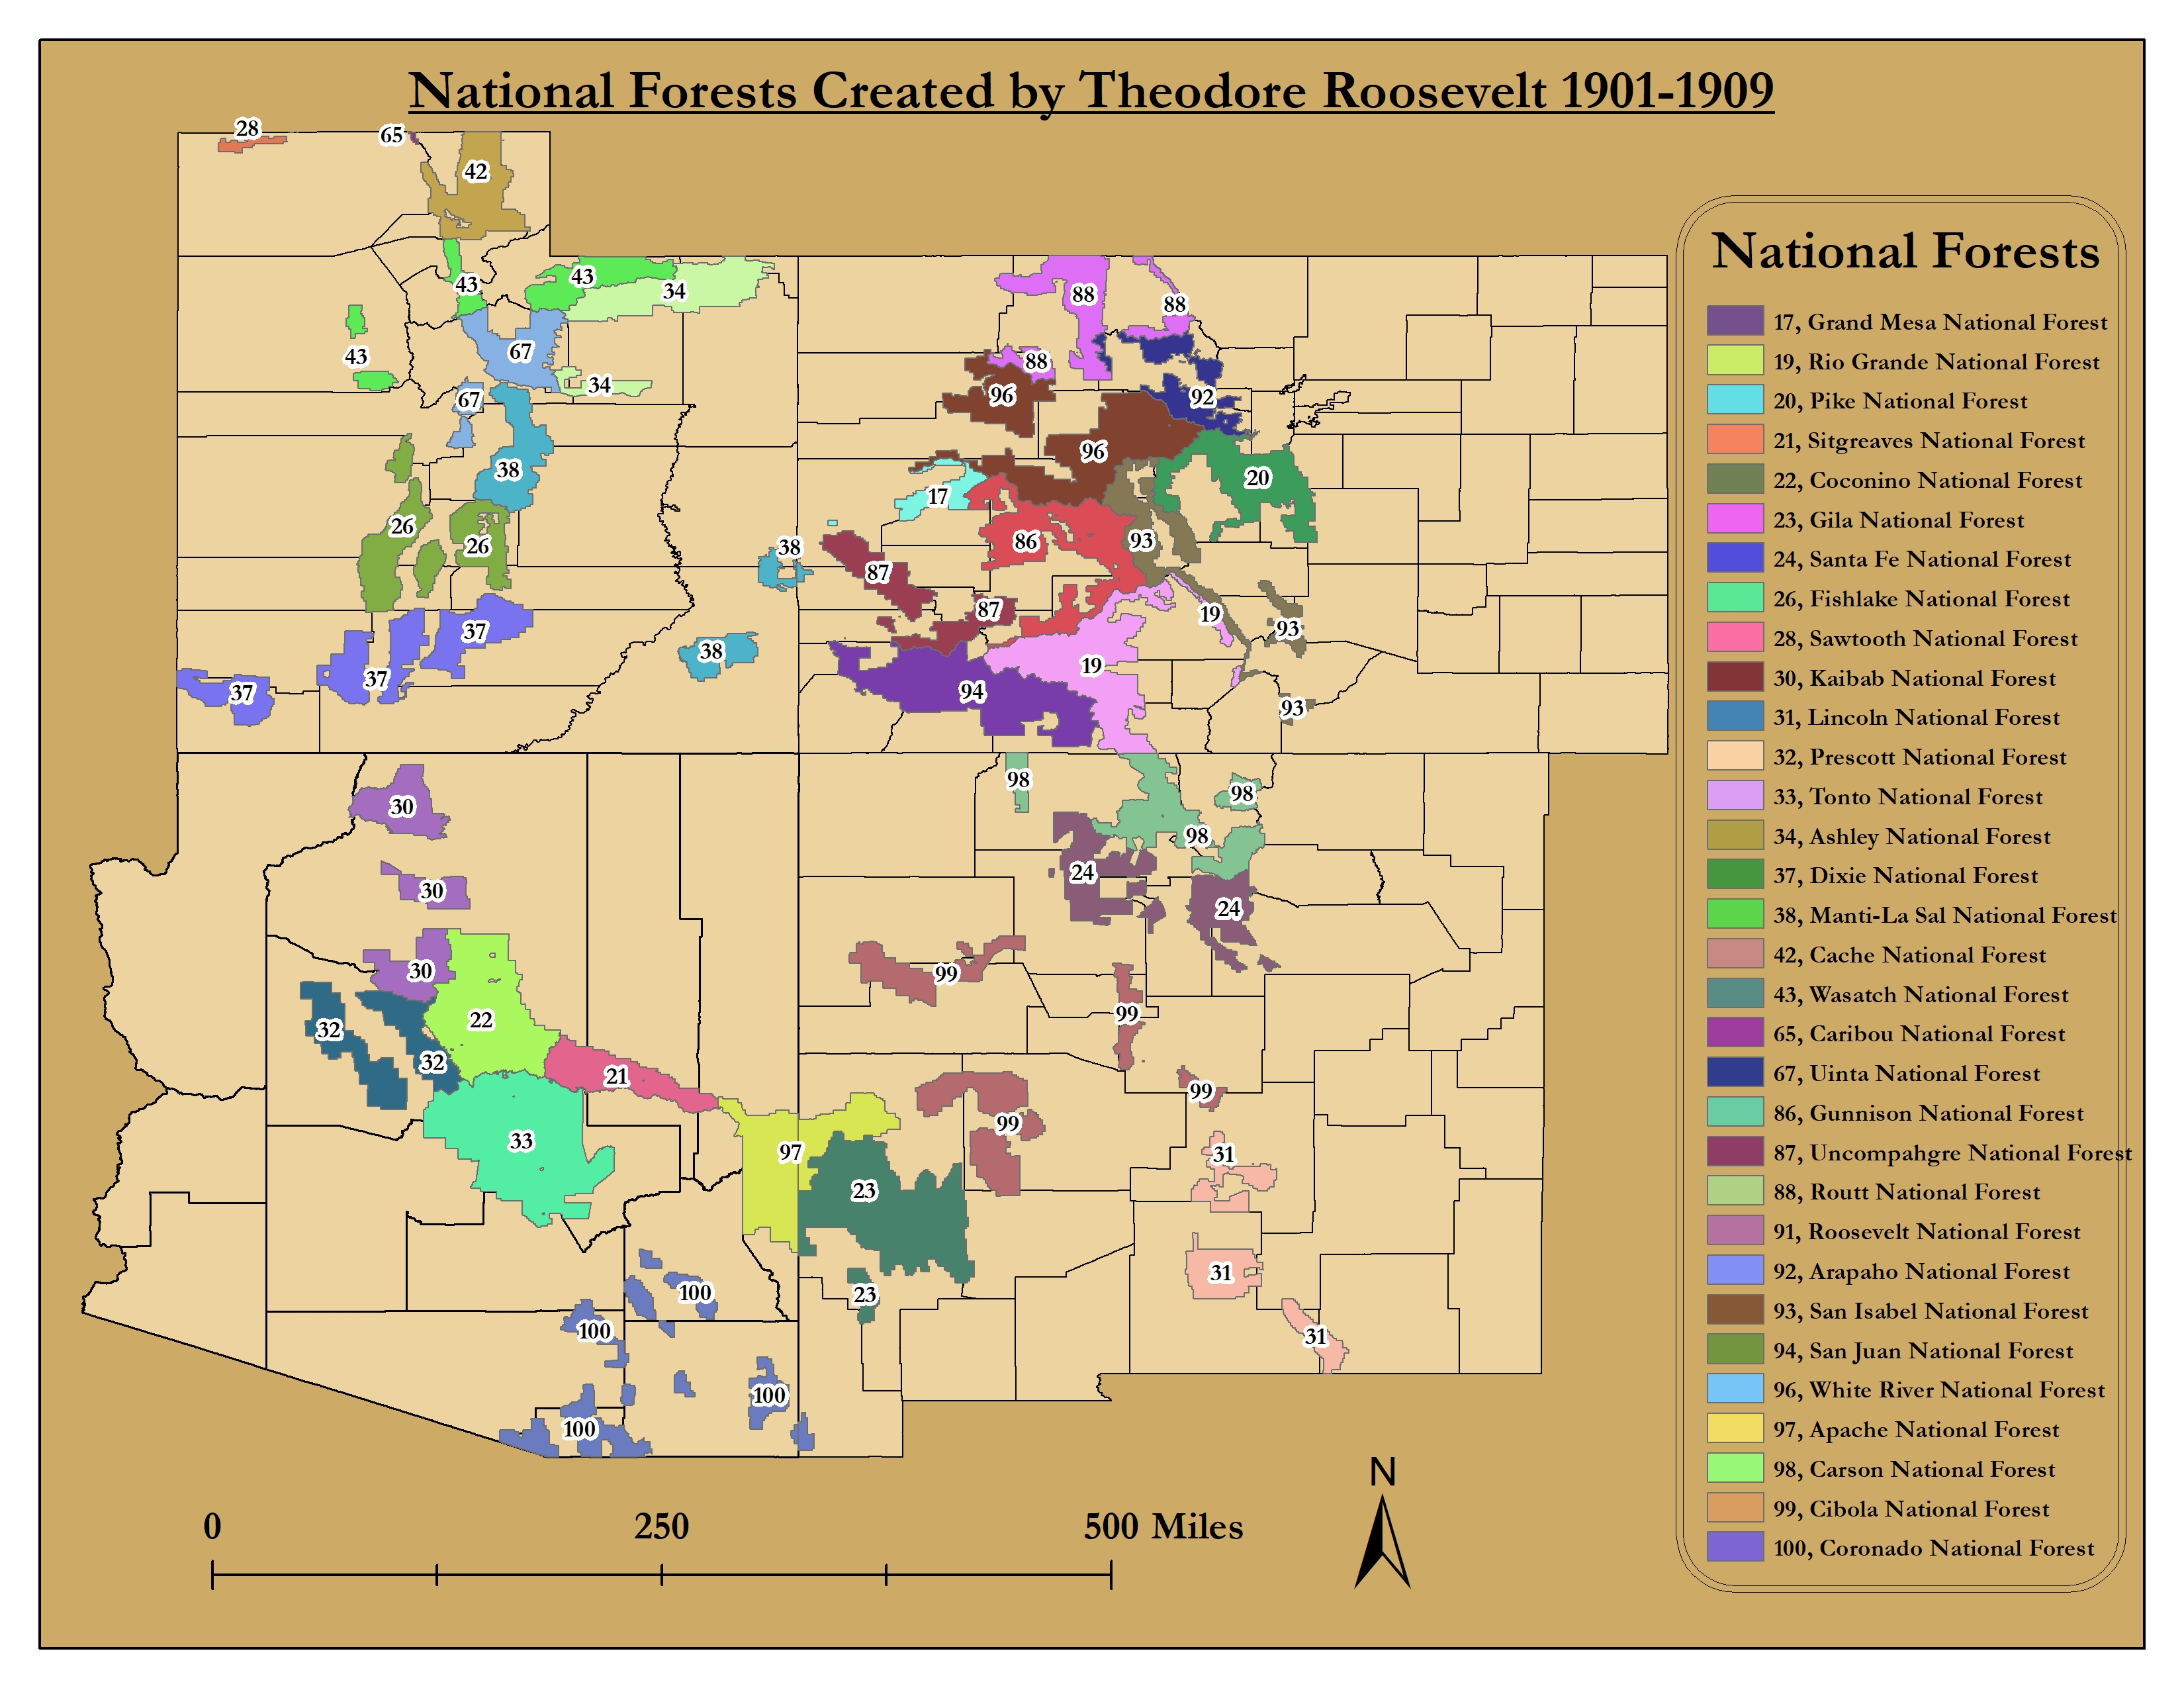 National Forests Created by Theodore Roosevelt 1901-1909
28
65
42
43
43
34
43
67
34
67
38
26
26
38
37
37
37
38
88
88
88
96
92
96
17
20
86
93
87
87
19
93
19
94
93
30
30
30
32
22
32
21
33
97
100
100
100
100
98
98
98
24
24
99
99
99
99
23
23
31
31
31
National Forests
17, Grand Mesa National Forest
19, Rio Grande National Forest
20, Pike National Forest
21, Sitgreaves National Forest
22, Coconino National Forest
23, Gila National Forest
24, Santa Fe National Forest
26, Fishlake National Forest
28, Sawtooth National Forest
30, Kaibab National Forest
31, Lincoln National Forest
32, Prescott National Forest
33, Tonto National Forest
34, Ashley National Forest
37, Dixie National Forest
38, Manti-La Sal National Forest
42, Cache National Forest
43, Wasatch National Forest
65, Caribou National Forest
67, Uinta National Forest
86, Gunnison National Forest
87, Uncompahgre National Forest
88, Routt National Forest
91, Roosevelt National Forest
92, Arapaho National Forest
93, San Isabel National Forest
94, San Juan National Forest
96, White River National Forest
97, Apache National Forest
98, Carson National Forest
99, Cibola National Forest
100, Coronado National Forest
N
0 250 500 Miles